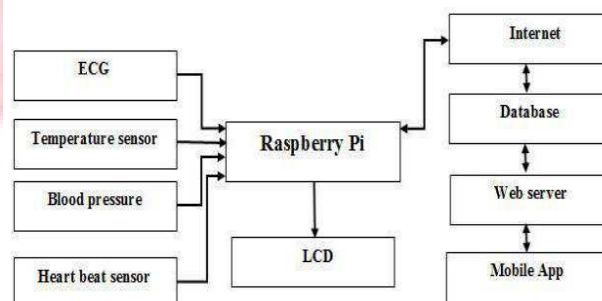 ECG
Temperature sensor
Blood pressure
Heart beat sensor
Raspberry Pi
LCD
Internet
Database
Web server
Mobile App